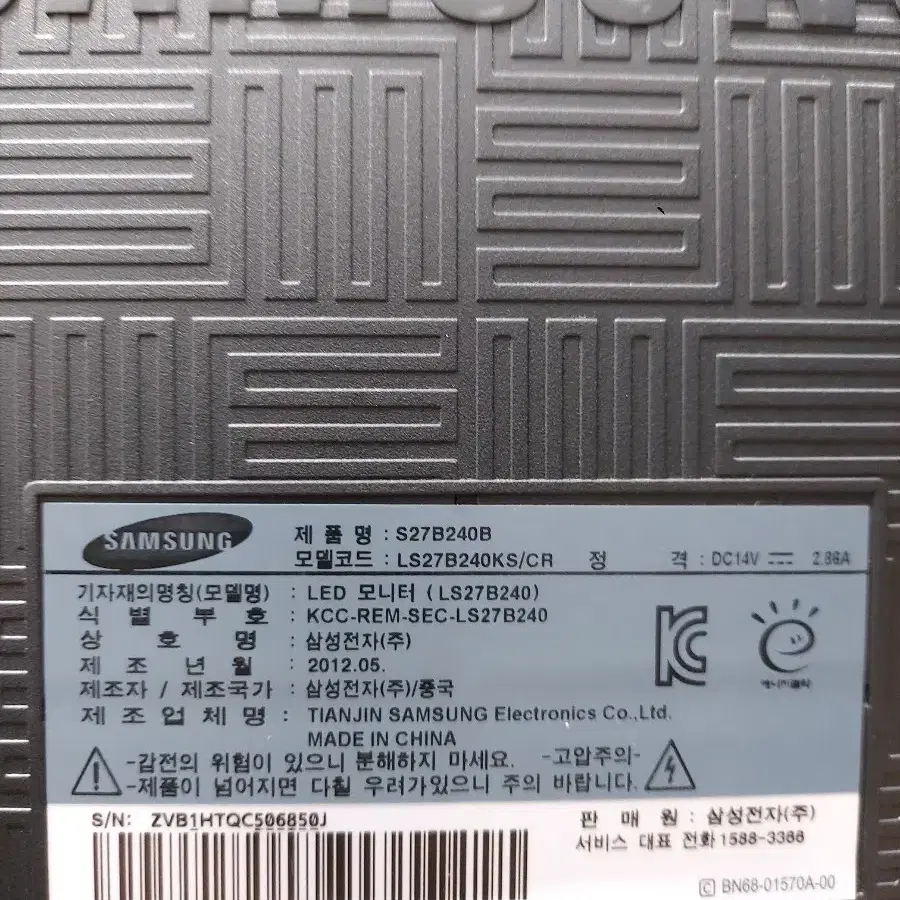 SAMSUNG
SAMSUNG
제 품 명 : S27B240B
모델코드 : LS27B240KS/CR 정 격 : DC14V 2.86A
기자재의명칭(모델명) : LED 모니터 (LS27B240)
식 별 부 호 : KCC-REM-SEC-LS27B240
상 호 명 : 삼성전자(주)
제 조 년 월 : 2012.05.
제조자 / 제조국가 : 삼성전자(주)/중국
제 조 업 체 명 : TIANJIN SAMSUNG Electronics Co.,Ltd.
MADE IN CHINA
에너지절약
-감전의 위험이 있으니 분해하지 마세요. -고압주의-
-제품이 넘어지면 다칠 우려가있으니 주의 바랍니다.
S/N: ZVB1HTQC506850J
판 매 원 : 삼성전자(주)
서비스 대표 전화 1588-3366
C BN68-01570A-00